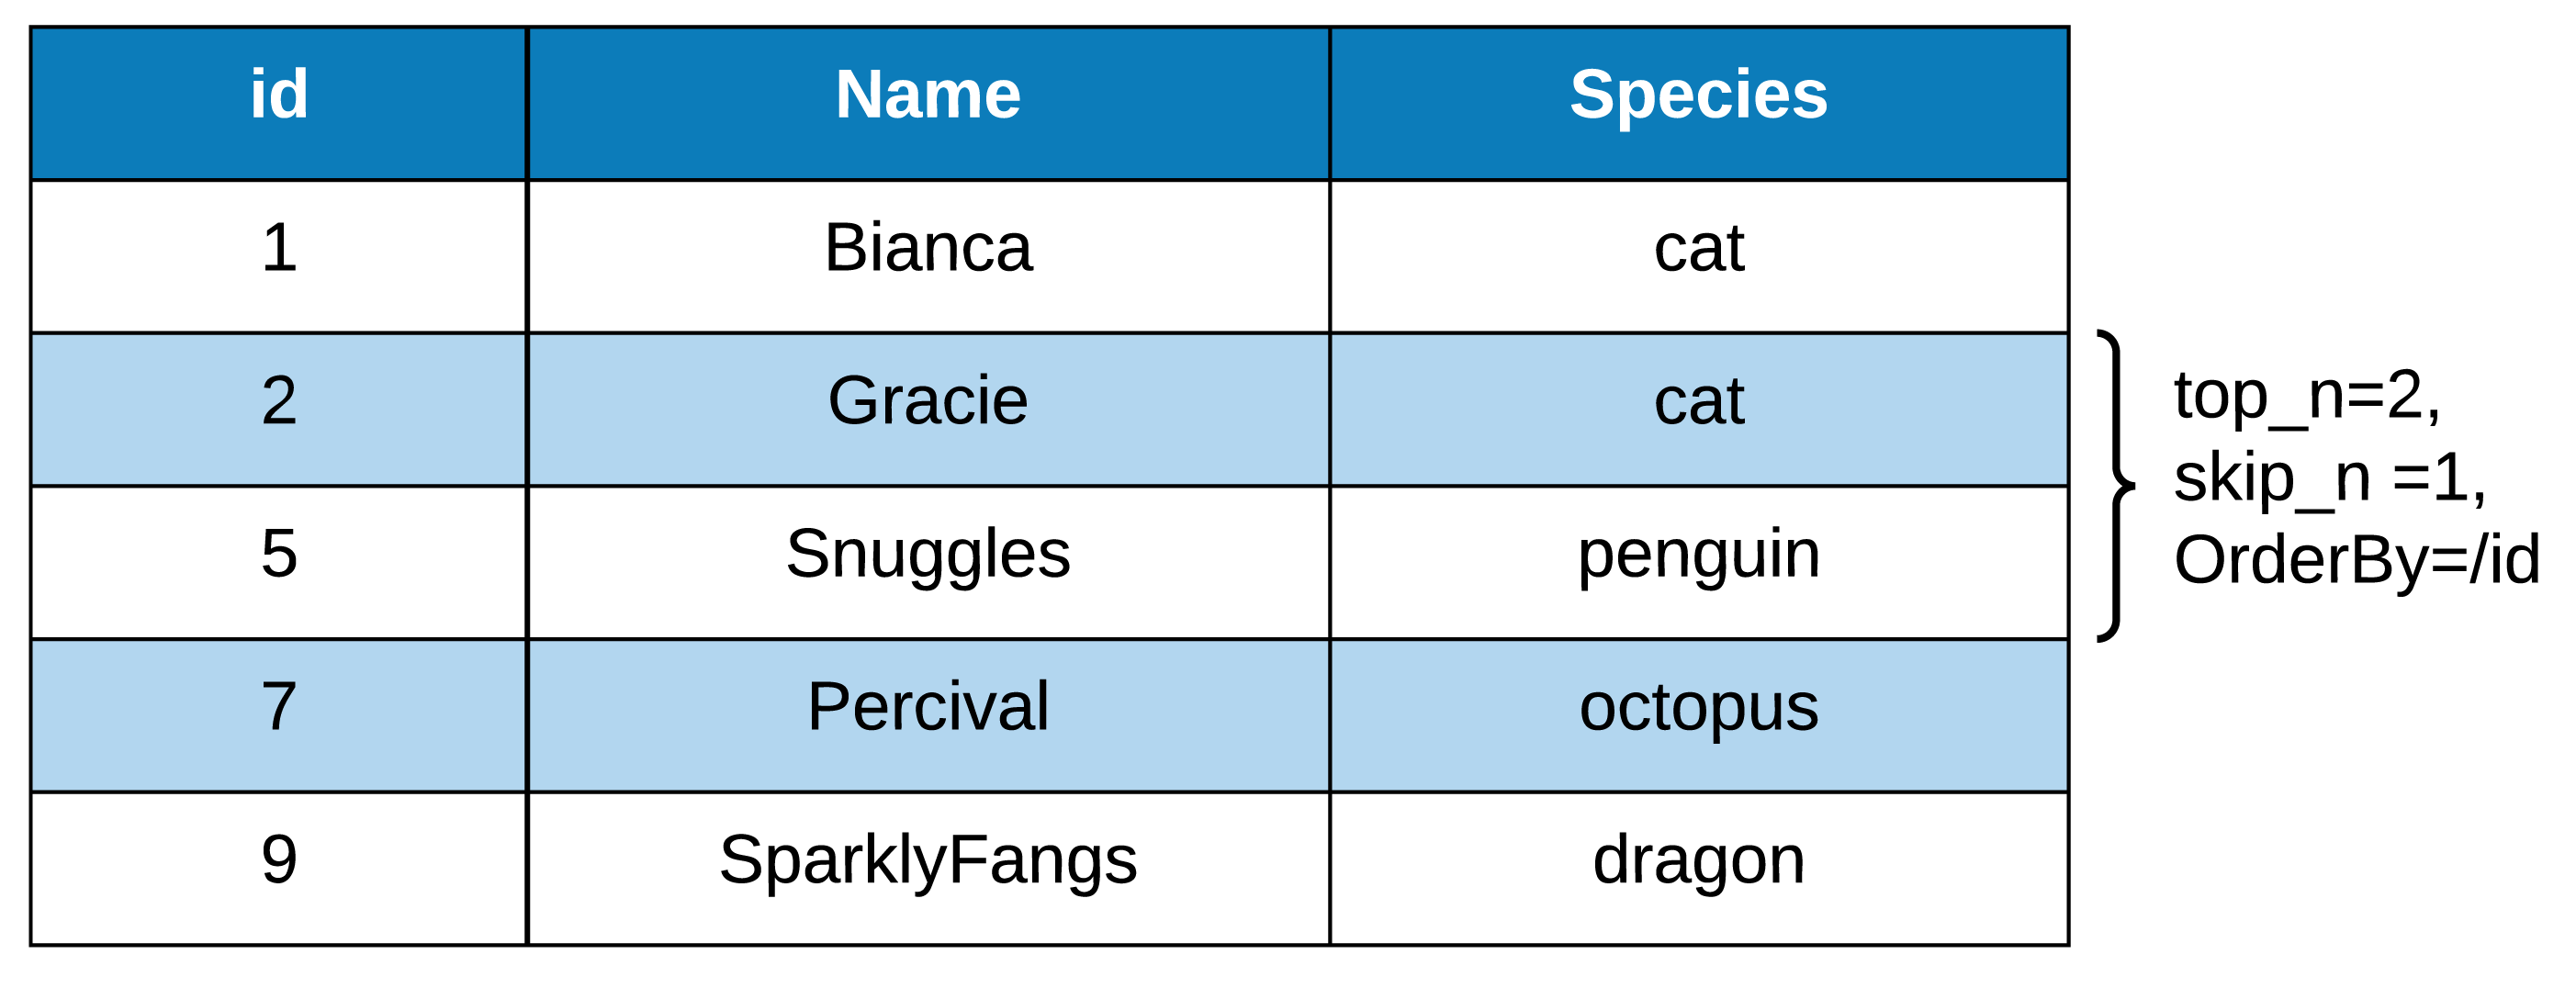 id Name Species
1 Bianca cat
2 Gracie cat
5 Snuggles penguin
7 Percival octopus
9 SparklyFangs dragon
top_n=2,
skip_n =1,
OrderBy=/id